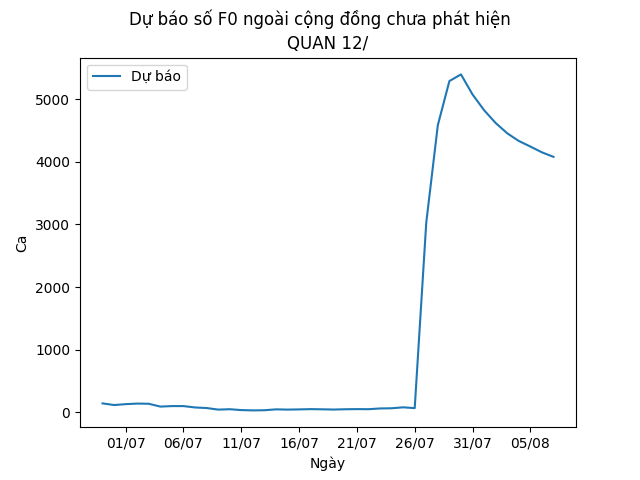 Dự báo số F0 ngoài cộng đồng chưa phát hiện
QUAN 12/
Dự báo
5000
4000
3000
2000
1000
0
Ca
01/07 06/07 11/07 16/07 21/07 26/07 31/07 05/08
Ngày